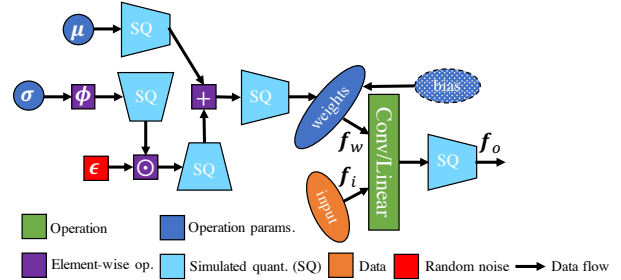 μ
SQ
σ
ϕ
SQ
+
SQ
weights
bias
ϵ
⊙
SQ
f_w
Conv/Linear
SQ
f_o
f_i
input
Operation
Operation params.
Element-wise op.
Simulated quant. (SQ)
Data
Random noise
Data flow